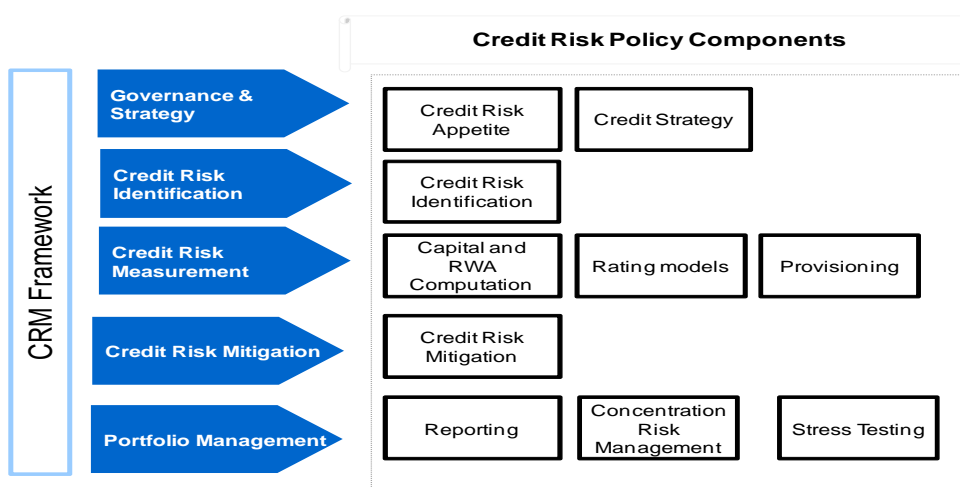 Credit Risk Policy Components
CRM Framework
Governance &
Strategy
Credit Risk
Appetite
Credit Strategy
Credit Risk
Identification
Credit Risk
Identification
Credit Risk
Measurement
Capital and
RWA
Computation
Rating models
Provisioning
Credit Risk Mitigation
Credit Risk
Mitigation
Portfolio Management
Reporting
Concentration
Risk
Management
Stress Testing